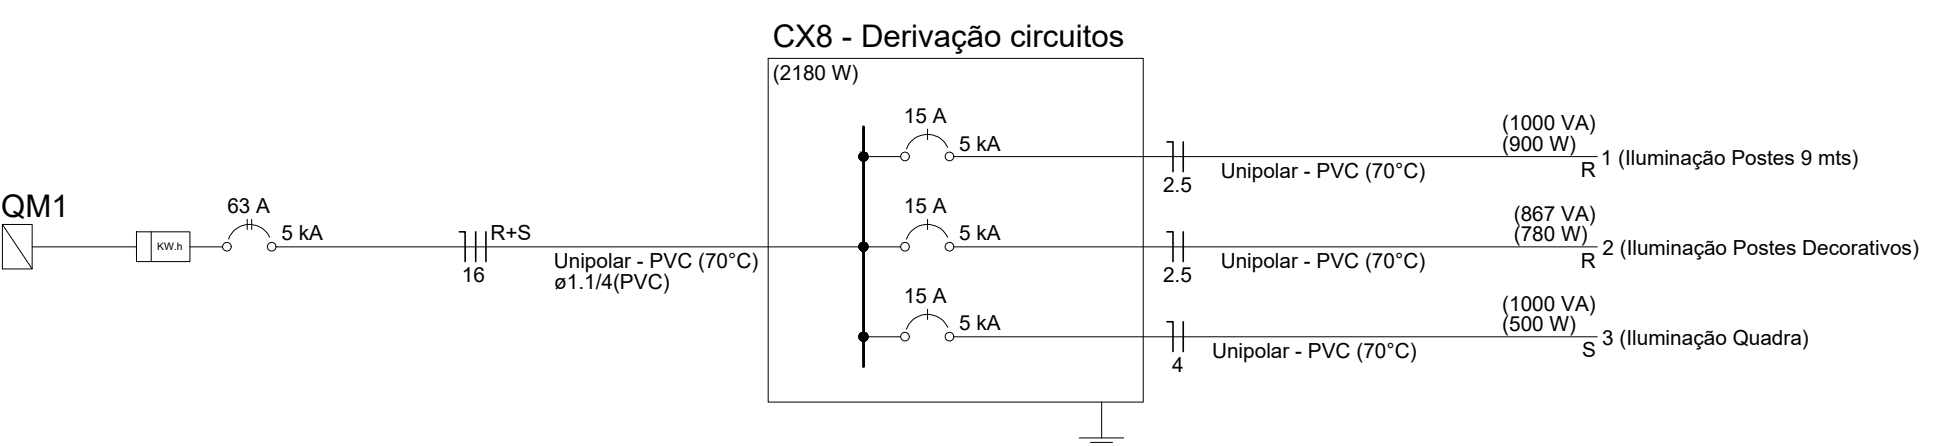 CX8 - Derivação circuitos
(2180 W)
15 A
5 kA
2.5
Unipolar - PVC (70°C)
(1000 VA)
(900 W)
R
1 (Iluminação Postes 9 mts)
QM1
KW.h
63 A
5 kA
R+S
16
Unipolar - PVC (70°C)
ø1.1/4(PVC)
15 A
5 kA
2.5
Unipolar - PVC (70°C)
(867 VA)
(780 W)
R
2 (Iluminação Postes Decorativos)
15 A
5 kA
4
Unipolar - PVC (70°C)
(1000 VA)
(500 W)
S
3 (Iluminação Quadra)